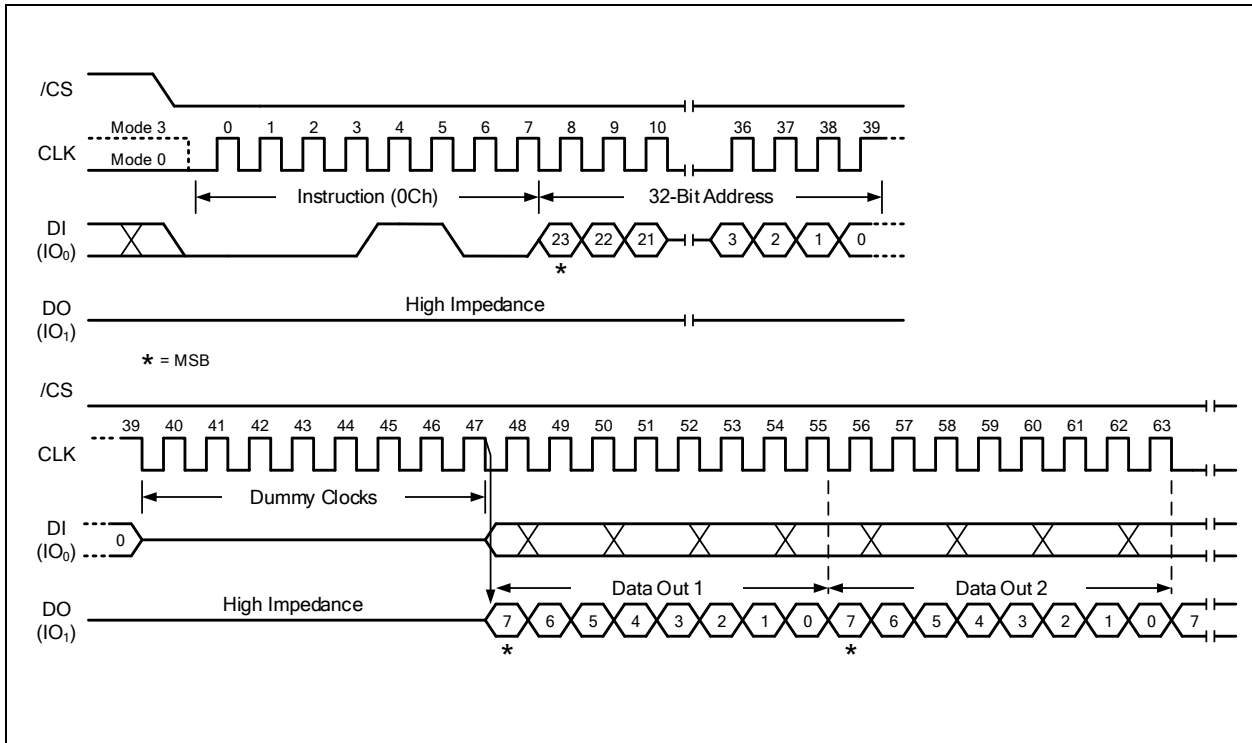 /CS
Mode 3 0 1 2 3 4 5 6 7 8 9 10 36 37 38 39
CLK Mode 0
Instruction (0Ch) 32-Bit Address
DI
(IO0) 23 22 21 3 2 1 0
*
High Impedance
DO
(IO1)
* = MSB
/CS
39 40 41 42 43 44 45 46 47 48 49 50 51 52 53 54 55 56 57 58 59 60 61 62 63
CLK
Dummy Clocks
DI
(IO0) 0
Data Out 1 Data Out 2
High Impedance
DO
(IO1) 7 6 5 4 3 2 1 0 7 6 5 4 3 2 1 0 7
* *